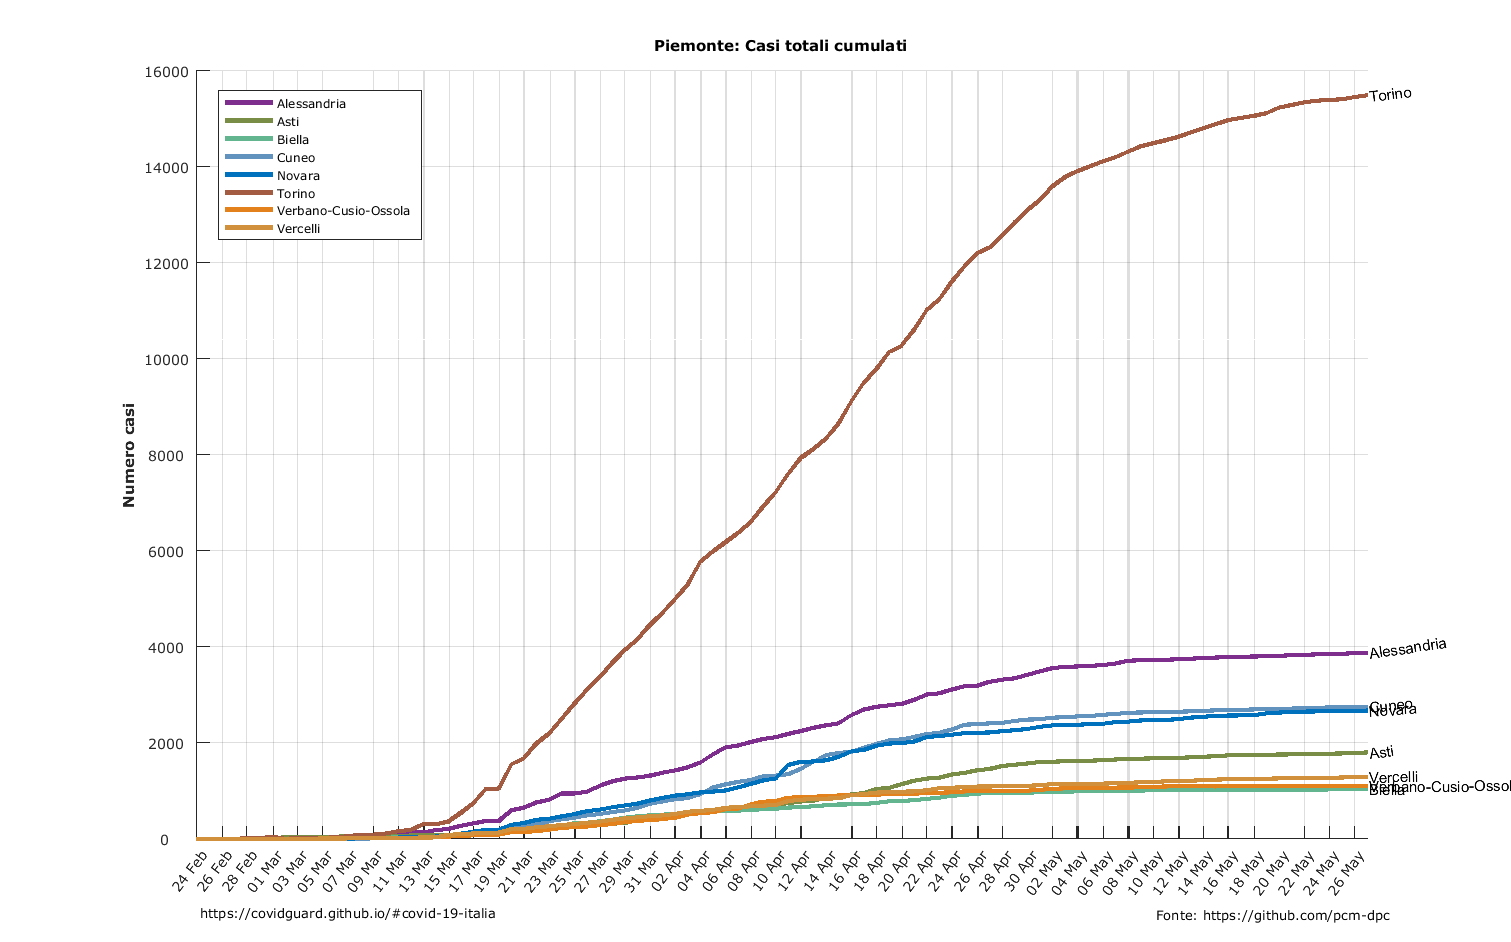 Piemonte: Casi totali cumulati
16000
14000
12000
10000
8000
6000
4000
2000
0
Numero casi
Alessandria
Asti
Biella
Cuneo
Novara
Torino
Verbano-Cusio-Ossola
Vercelli
Torino
Alessandria
Cuneo
Novara
Asti
Vercelli
Verbano-Cusio-Ossol
Biella
24 Feb
26 Feb
28 Feb
01 Mar
03 Mar
05 Mar
07 Mar
09 Mar
11 Mar
13 Mar
15 Mar
17 Mar
19 Mar
21 Mar
23 Mar
25 Mar
27 Mar
29 Mar
31 Mar
02 Apr
04 Apr
06 Apr
08 Apr
10 Apr
12 Apr
14 Apr
16 Apr
18 Apr
20 Apr
22 Apr
24 Apr
26 Apr
28 Apr
30 Apr
02 May
04 May
06 May
08 May
10 May
12 May
14 May
16 May
18 May
20 May
22 May
24 May
26 May
https://covidguard.github.io/#covid-19-italia
Fonte: https://github.com/pcm-dpc